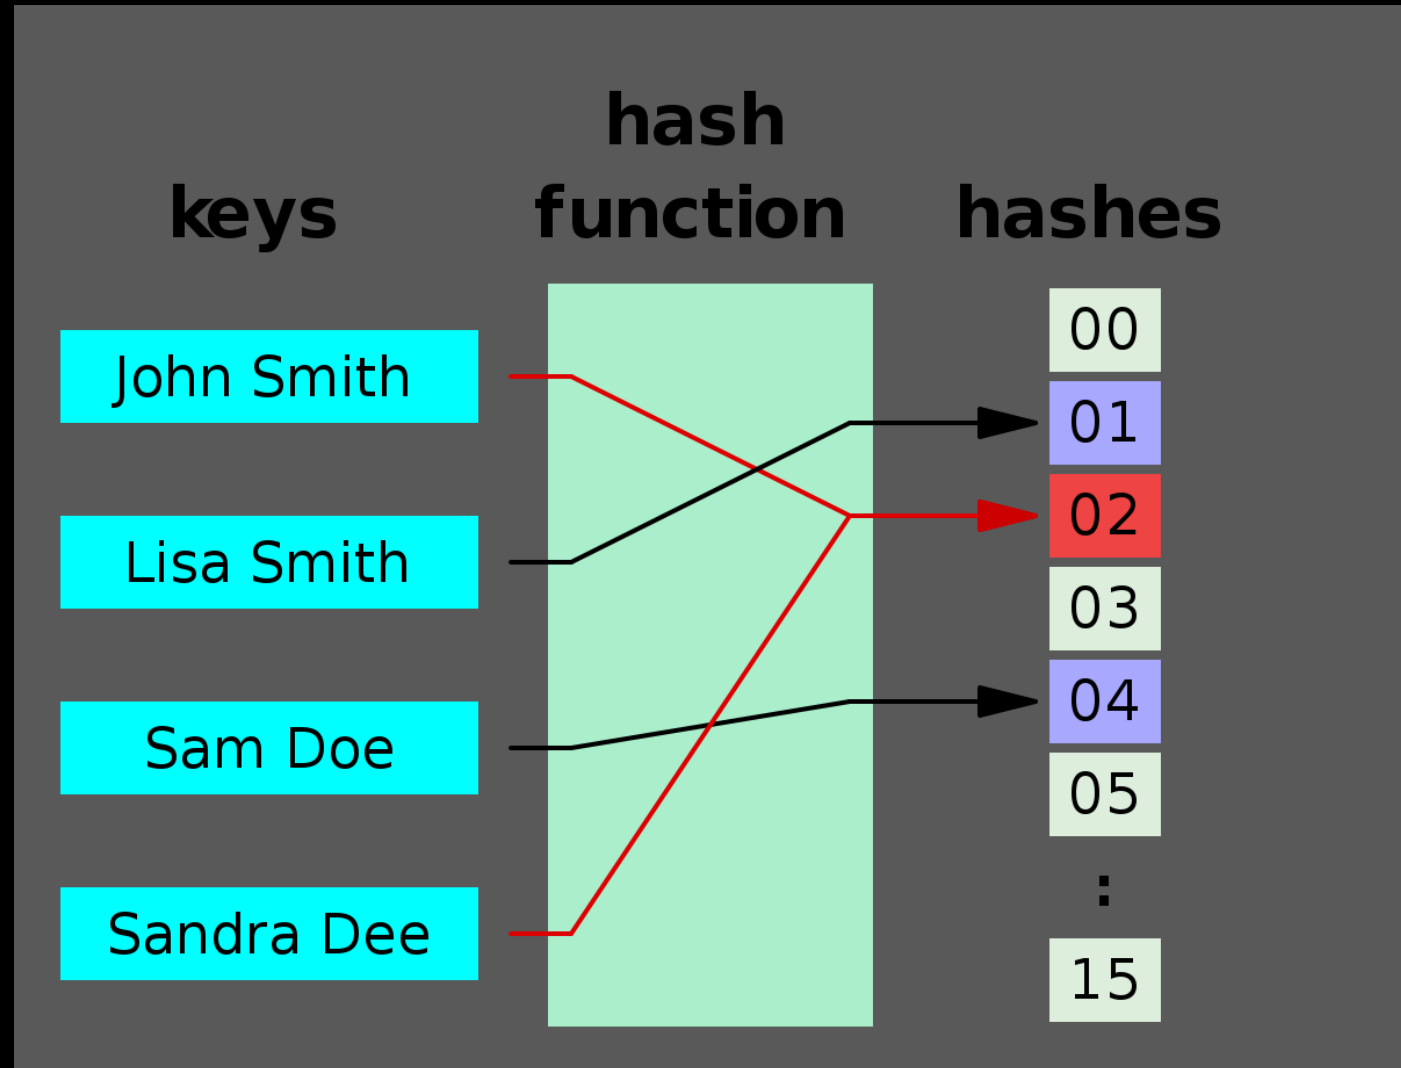 hash
function
keys
hashes
John Smith
Lisa Smith
Sam Doe
Sandra Dee
00
01
02
03
04
05
:
15